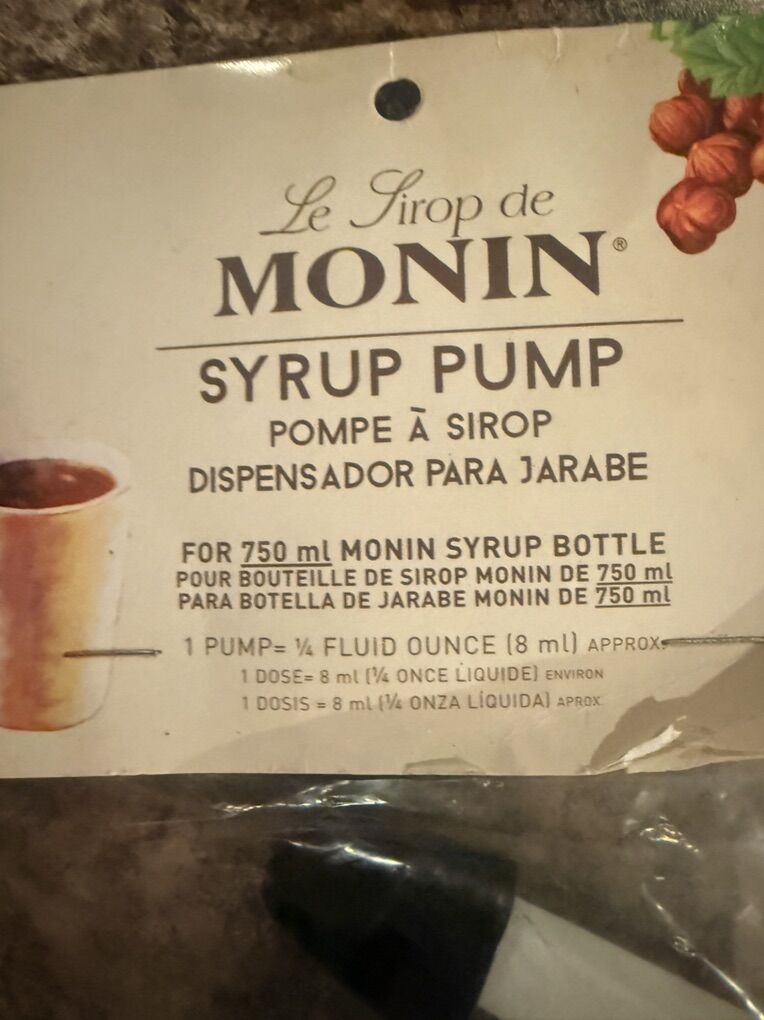 Le Sirop de
MONIN®
SYRUP PUMP
POMPE À SIROP
DISPENSADOR PARA JARABE
FOR 750 ml MONIN SYRUP BOTTLE
POUR BOUTEILLE DE SIROP MONIN DE 750 ml
PARA BOTELLA DE JARABE MONIN DE 750 ml
1 PUMP= ¼ FLUID OUNCE (8 ml) APPROX.
1 DOSE= 8 ml (¼ ONCE LIQUIDE) ENVIRON
1 DOSIS = 8 ml (¼ ONZA LÍQUIDA) APROX.